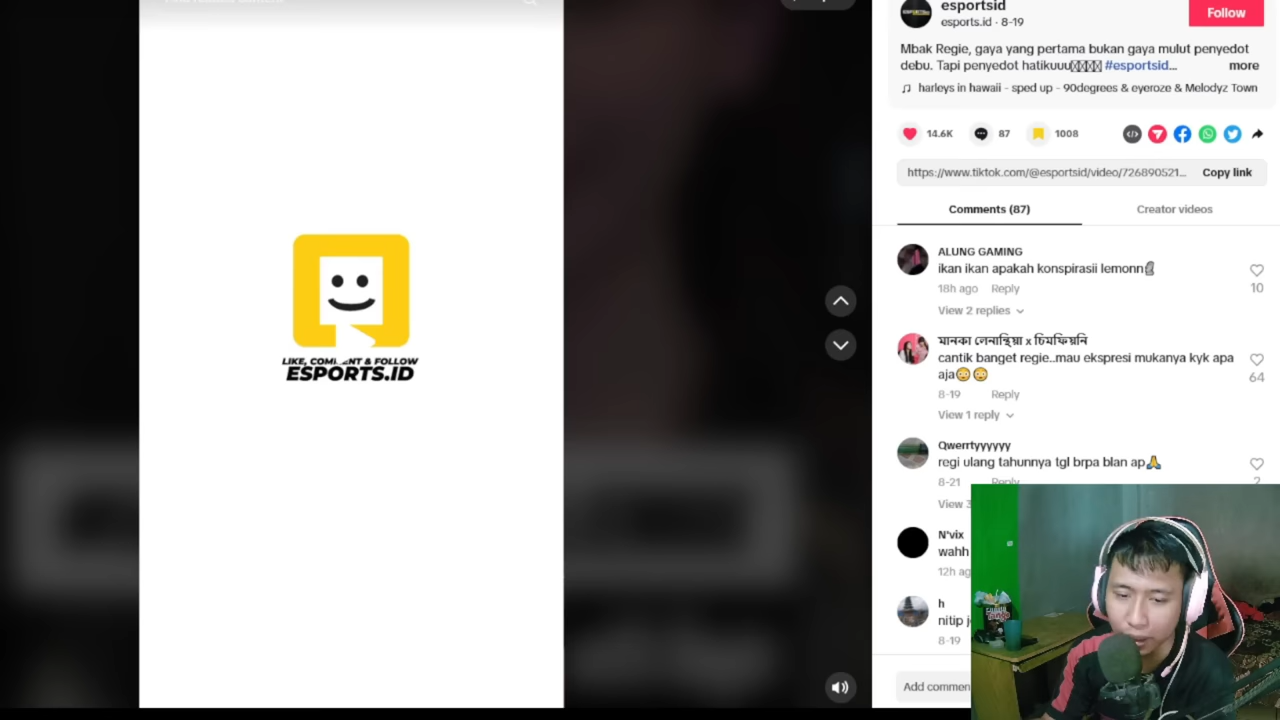 esportsid
esports.id · 8-19
Follow
Mbak Regie, gaya yang pertama bukan gaya mulut penyedot
debu. Tapi penyedot hatikuuu #esportsid...
more
harleys in hawaii - sped up - 90degrees & eyeroze & Melodyz Town
14.6K
87
1008
https://www.tiktok.com/@esportsid/video/726890521...
Copy link
Comments (87)
Creator videos
ALUNG GAMING
ikan ikan apakah konspirasii lemonn🗿
10
18h ago
Reply
View 2 replies
মানকা লেনান্থিয়া x চিমফিয়নি
cantik banget regie..mau ekspresi mukanya kyk apa
aja😳😳
64
8-19
Reply
View 1 reply
Qwerrtyyyyyy
regi ulang tahunnya tgl brpa blan ap🙏
2
8-21
Reply
View
N'vix
wahh
12h
h
nitip
8-19
Add
LIKE, COMMENT & FOLLOW
ESPORTS.ID